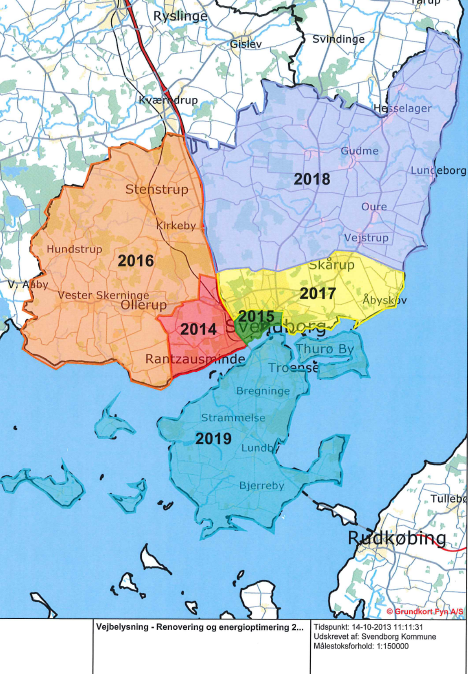 Ryslinge
Tårup
Gislev
Svindinge
Kværndrup
Hesselager
Gudme
Lundeborg
2018
Stenstrup
Oure
Kirkeby
Vejstrup
Hundstrup
2016
Skårup
V. Aaby
2017
Vester Skerninge
Åbyskov
Ollerup
2015
2014
Svendborg
Thurø By
Rantzausminde
Troense
Bregninge
Strammelse
2019
Lundby
Bjerreby
Rudkøbing
© Grundkort Fyn A/S
Vejbelysning - Renovering og energioptimering 2...
Tidspunkt: 14-10-2013 11:11:31
Udskrevet af: Svendborg Kommune
Målestoksforhold: 1:150000